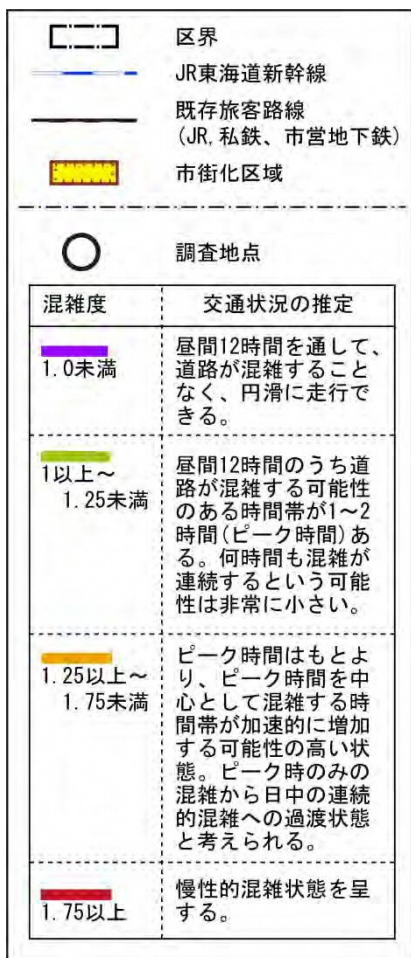 区界
JR東海道新幹線
既存旅客路線
(JR,私鉄、市営地下鉄)
市街化区域
調査地点
混雑度
交通状況の推定
1.0未満
昼間12時間を通して、
道路が混雑すること
なく、円滑に走行で
きる。
1以上～
1.25未満
昼間12時間のうち道
路が混雑する可能性
のある時間帯が1～2
時間(ピーク時間)あ
る。何時間も混雑が
連続するという可能
性は非常に小さい。
1.25以上～
1.75未満
ピーク時間はもとよ
り、ピーク時間を中
心として混雑する時
間帯が加速的に増加
する可能性の高い状
態。ピーク時のみの
混雑から日中の連続
的混雑への過渡状態
と考えられる。
1.75以上
慢性的混雑状態を呈
する。